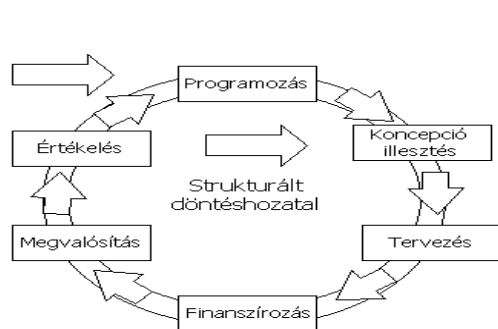 Programozás
Koncepció
illesztés
Értékelés
Strukturált
döntéshozatal
Megvalósítás
Tervezés
Finanszírozás